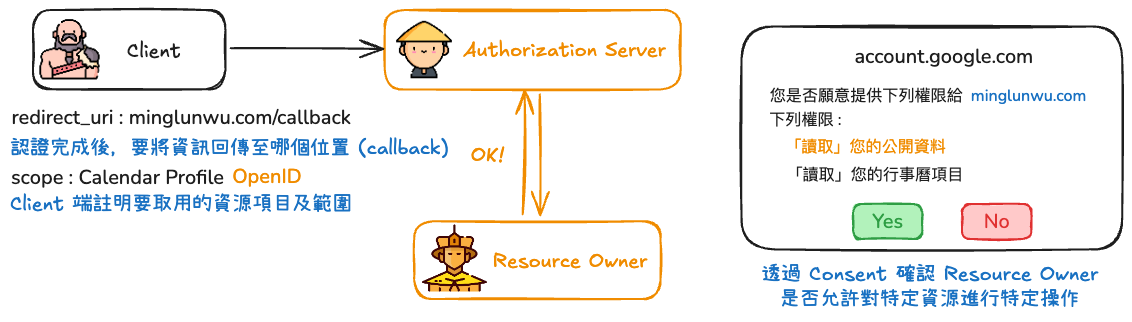 Client
Authorization Server
redirect_uri : minglunwu.com/callback
認證完成後，要將資訊回傳至哪個位置 (callback)
scope : Calendar Profile OpenID
Client 端註明要取用的資源項目及範圍
OK!
Resource Owner
account.google.com
您是否願意提供下列權限給 minglunwu.com
下列權限 :
「讀取」您的公開資料
「讀取」您的行事曆項目
Yes No
透過 Consent 確認 Resource Owner
是否允許對特定資源進行特定操作